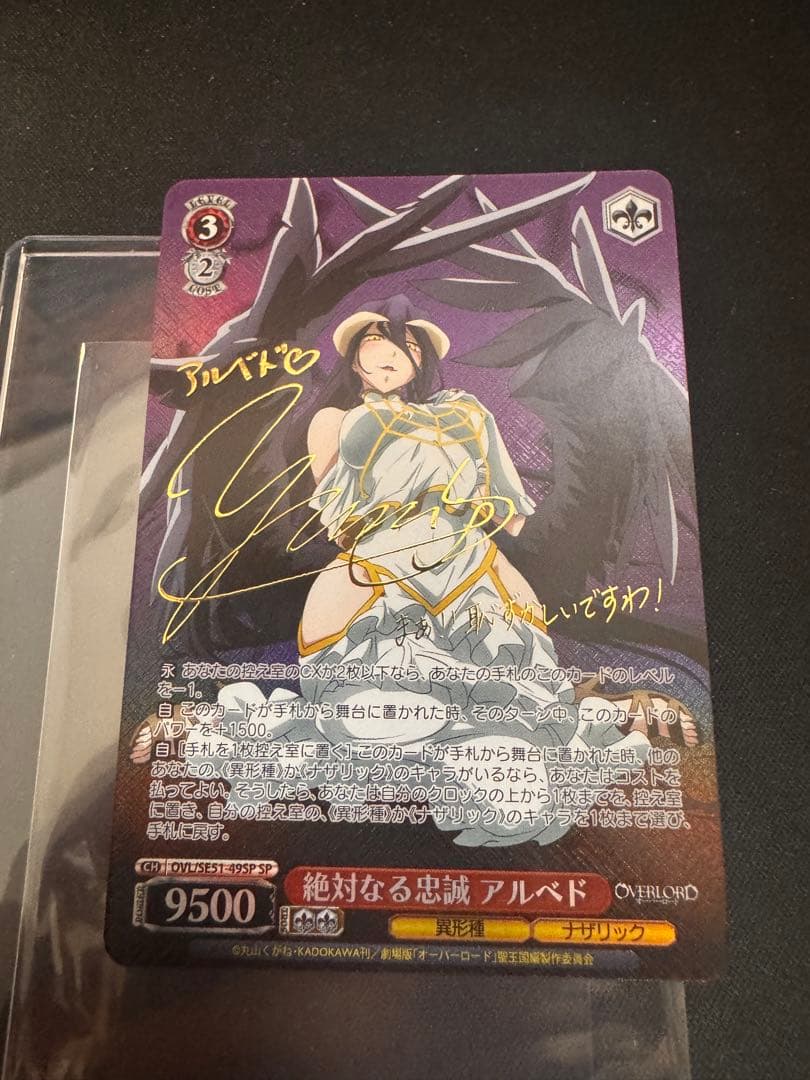 LEVEL
3
2
COST
アルベド♡
まぁ!恥ずかしいですわ!
永 あなたの控え室のCXが2枚以下なら、あなたの手札のこのカードのレベル
を-1。
自 このカードが手札から舞台に置かれた時、そのターン中、このカードの
パワーを+1500。
自 [手札を1枚控え室に置く]このカードが手札から舞台に置かれた時、他の
あなたの、《異形種》か《ナザリック》のキャラがいるなら、あなたはコストを
払ってよい。そうしたら、あなたは自分のクロックの上から1枚までを、控え室
に置き、自分の控え室の、《異形種》か《ナザリック》のキャラを1枚まで選び、
手札に戻す。
CH OVL/SE51-49SP SP
絶対なる忠誠 アルベド
OVERLORD
オーバーロード
POWER
9500
SOUL
異形種
ナザリック
©丸山くがね・KADOKAWA刊/劇場版「オーバーロード」聖王国編製作委員会